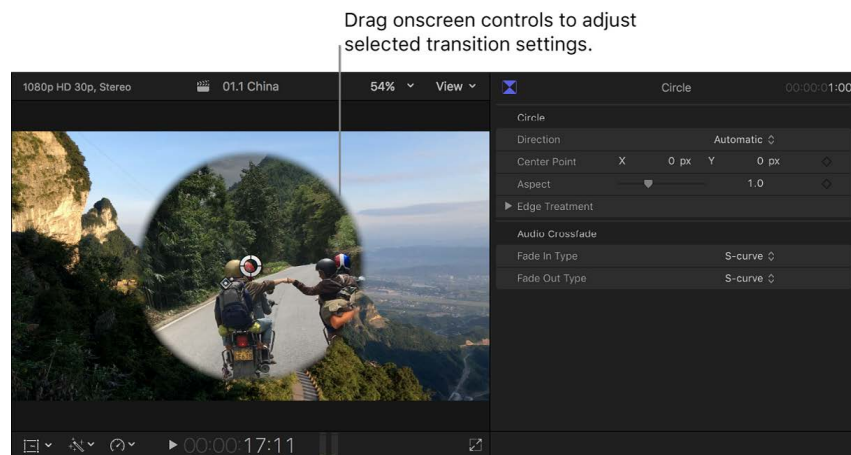 Drag onscreen controls to adjust
selected transition settings.
1080p HD 30p, Stereo 01.1 China 54% View
Circle 00:00:01:00
Circle
Direction Automatic
Center Point X 0 px Y 0 px
Aspect 1.0
Edge Treatment
Audio Crossfade
Fade In Type S-curve
Fade Out Type S-curve
00:00:17:11